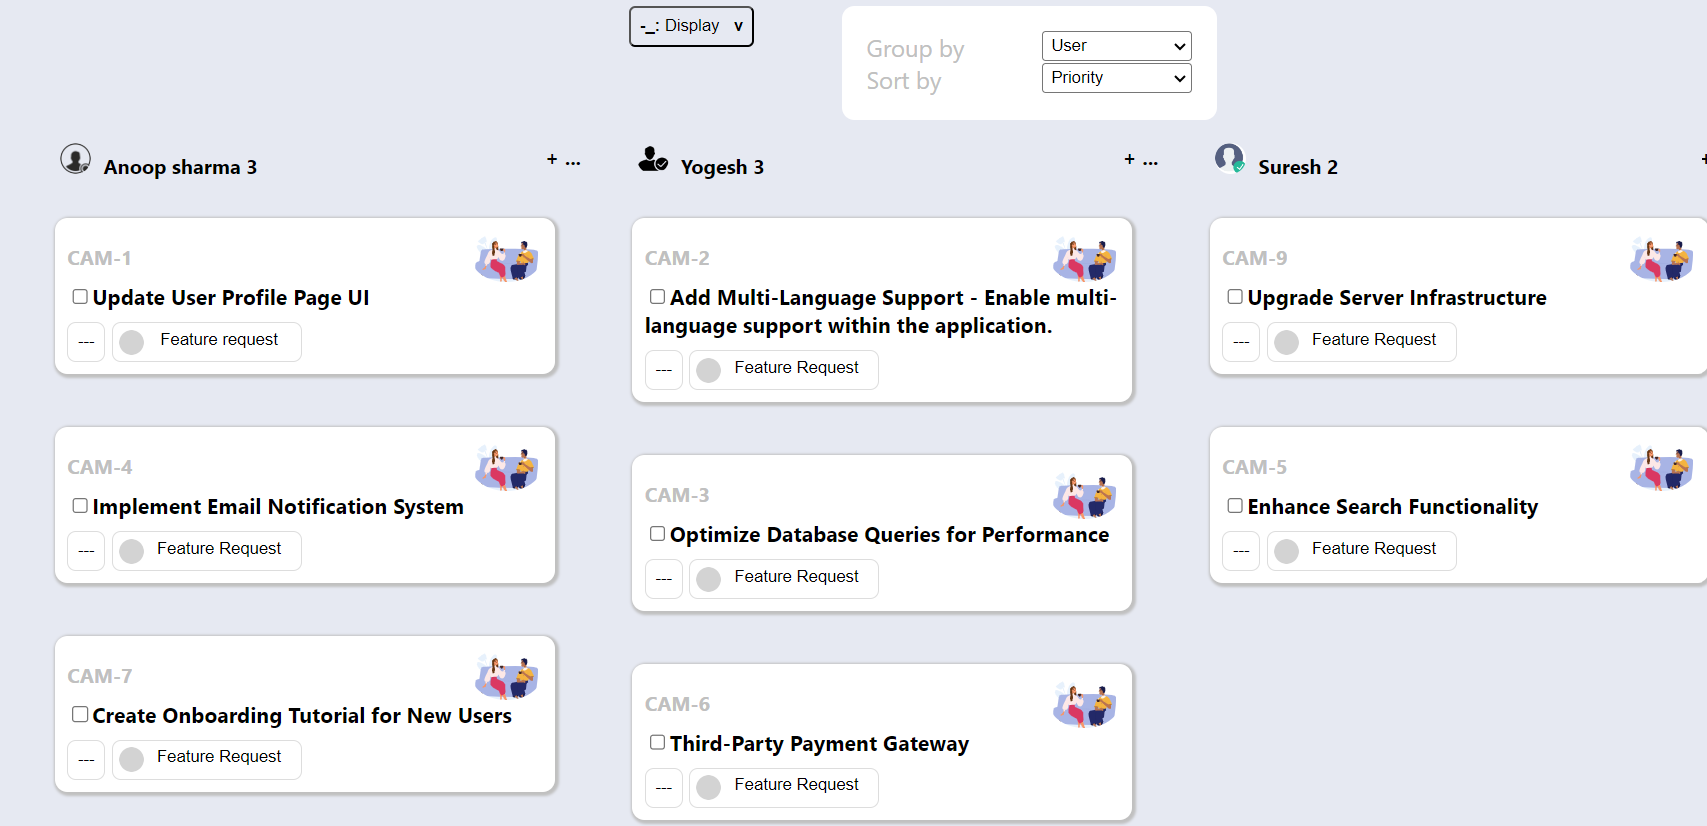 -_: Display v
Group by User
Sort by Priority
Anoop sharma 3 + ...
CAM-1
Update User Profile Page UI
--- Feature request
CAM-4
Implement Email Notification System
--- Feature Request
CAM-7
Create Onboarding Tutorial for New Users
--- Feature Request
Yogesh 3 + ...
CAM-2
Add Multi-Language Support - Enable multi-
language support within the application.
--- Feature Request
CAM-3
Optimize Database Queries for Performance
--- Feature Request
CAM-6
Third-Party Payment Gateway
--- Feature Request
Suresh 2 +
CAM-9
Upgrade Server Infrastructure
--- Feature Request
CAM-5
Enhance Search Functionality
--- Feature Request